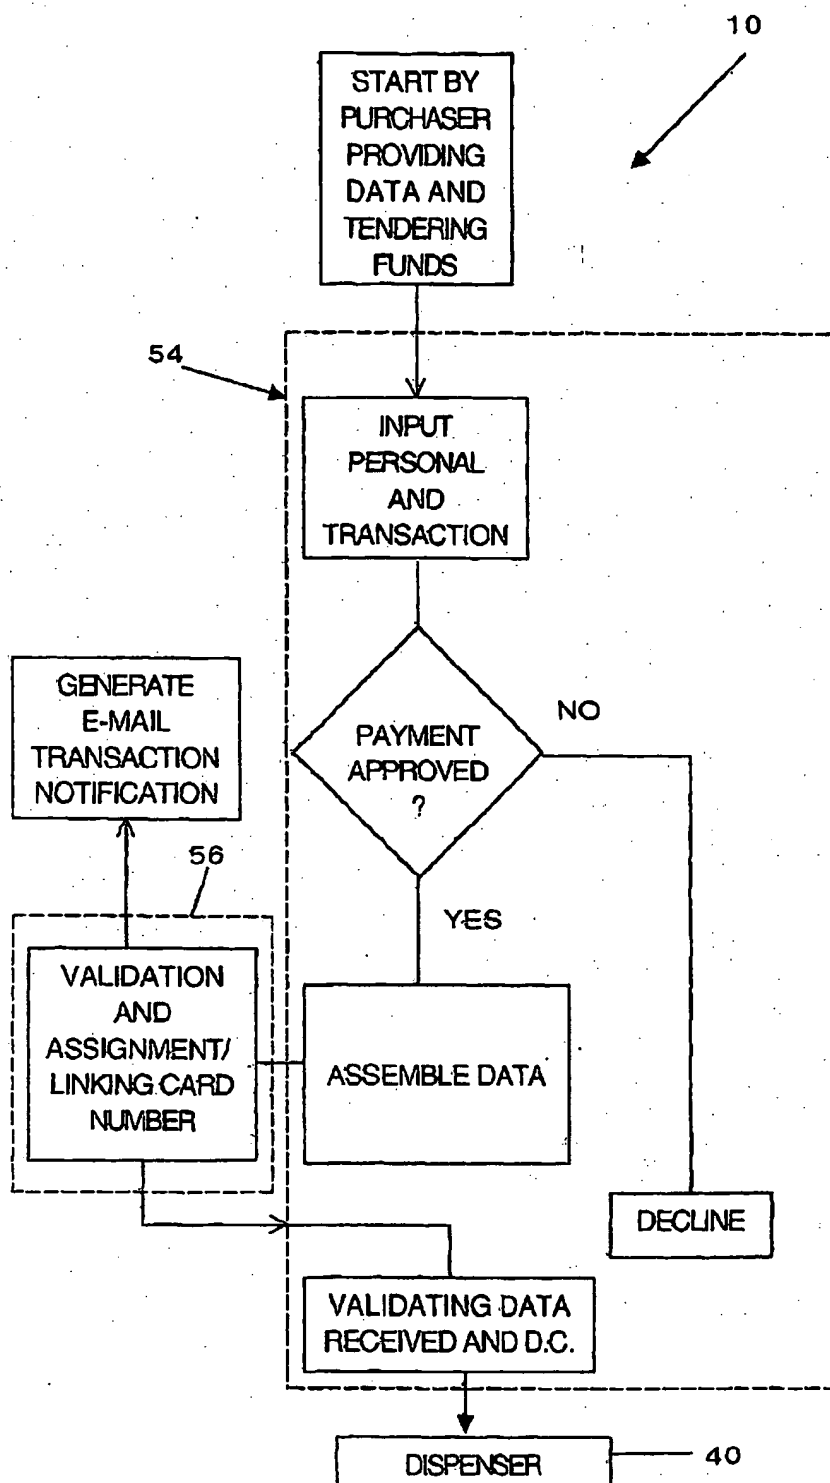 10
START BY
PURCHASER
PROVIDING
DATA AND
TENDERING
FUNDS
54
INPUT
PERSONAL
AND
TRANSACTION
GENERATE
E-MAIL
TRANSACTION
NOTIFICATION
PAYMENT
APPROVED
?
NO
56
YES
VALIDATION
AND
ASSIGNMENT/
LINKING CARD
NUMBER
ASSEMBLE DATA
DECLINE
VALIDATING DATA
RECEIVED AND D.C.
DISPENSER
40